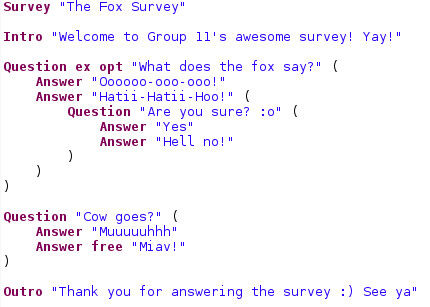 Survey "The Fox Survey"
Intro "Welcome to Group 11's awesome survey! Yay!"
Question ex opt "What does the fox say?" (
Answer "Oooooo-ooo-ooo!"
Answer "Hatii-Hatii-Hoo!" (
Question "Are you sure? :o" (
Answer "Yes"
Answer "Hell no!"
)
)
)
Question "Cow goes?" (
Answer "Muuuuuhhh"
Answer free "Miav!"
)
Outro "Thank you for answering the survey :) See ya"